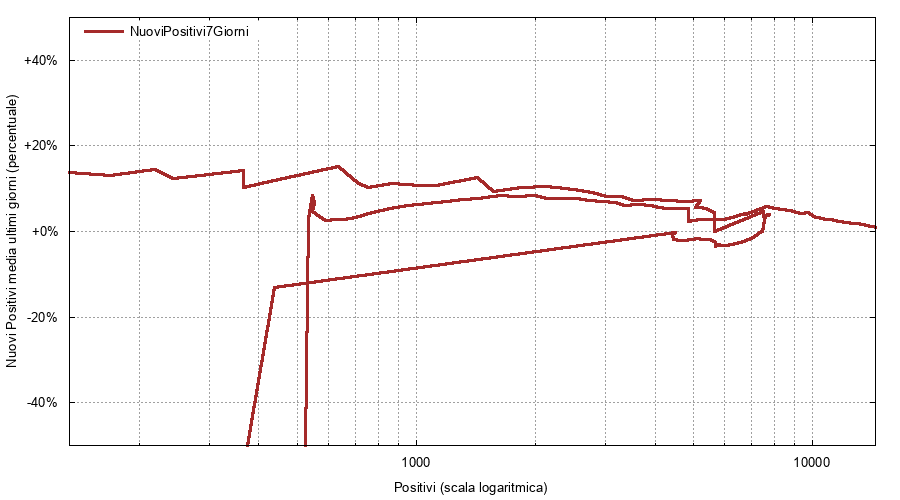 NuoviPositivi7Giorni
+40%
+20%
+0%
-20%
-40%
Nuovi Positivi media ultimi giorni (percentuale)
1000
10000
Positivi (scala logaritmica)